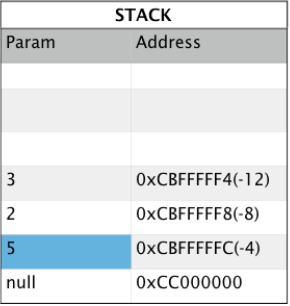 STACK
Param Address
3 0xCBFFFFF4(-12)
2 0xCBFFFFF8(-8)
5 0xCBFFFFFC(-4)
null 0xCC000000